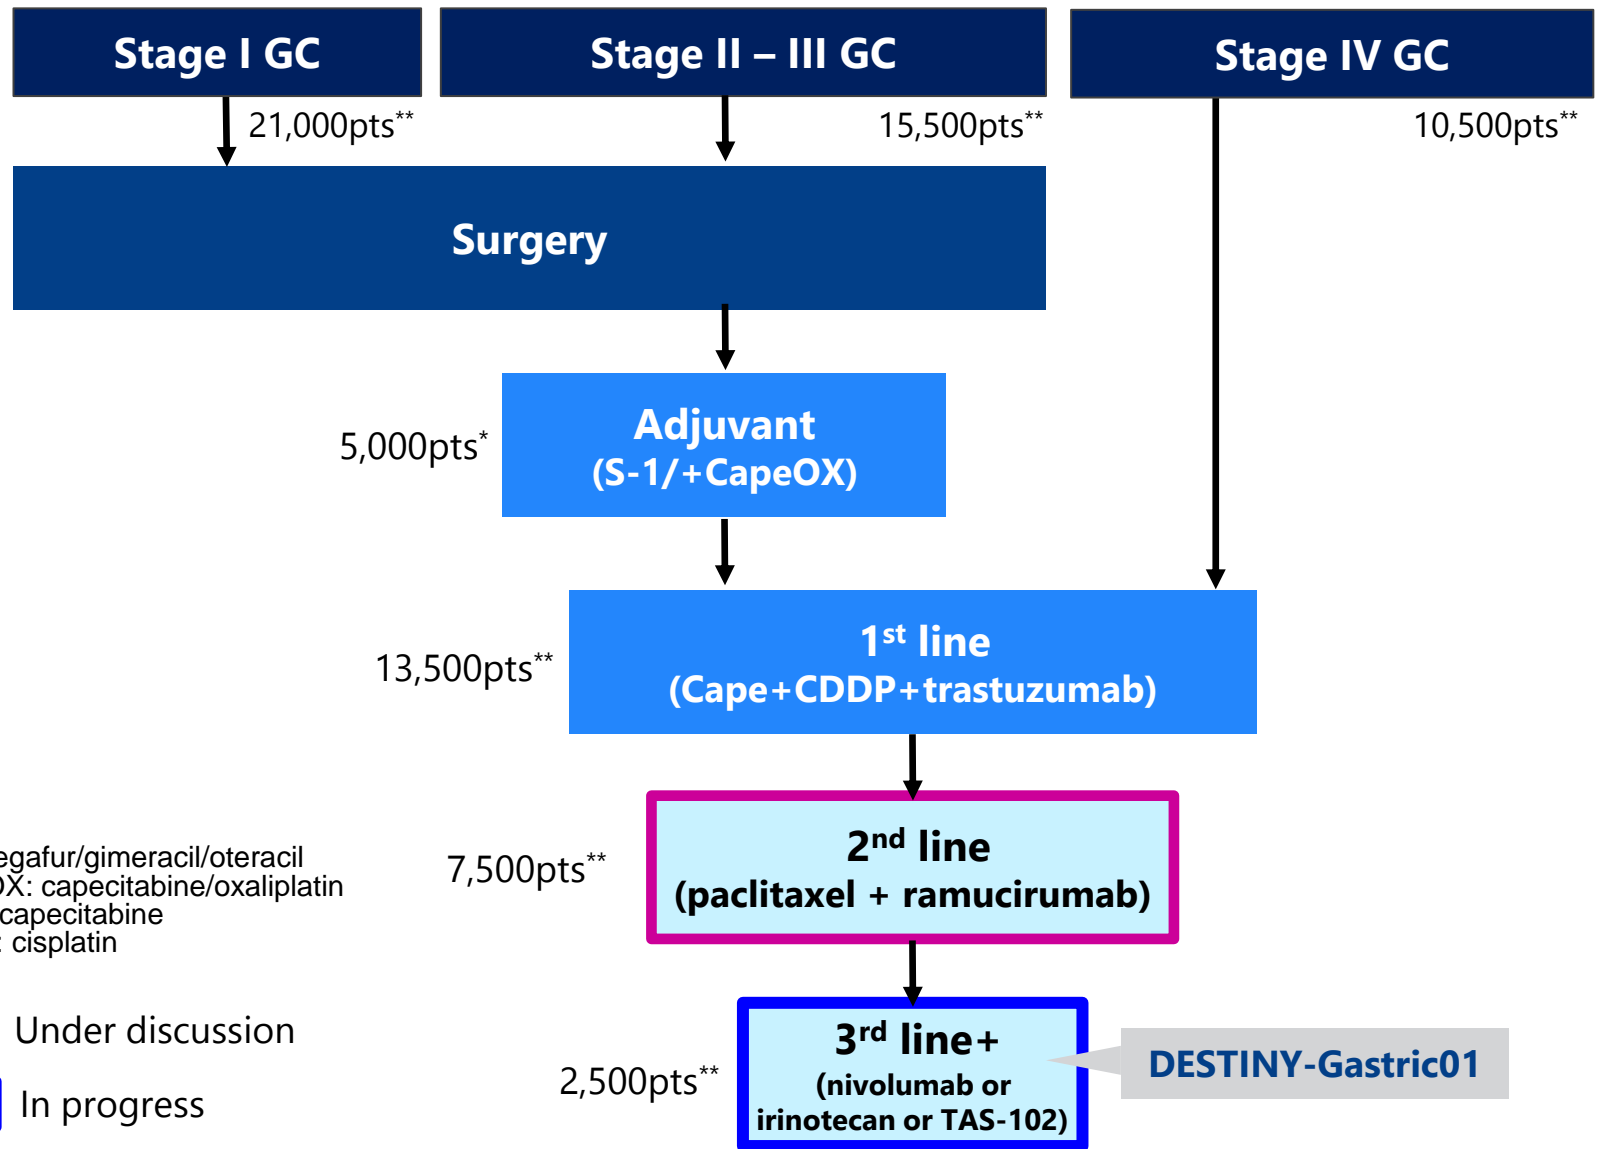 Stage I GC
Stage II – III GC
Stage IV GC
21,000pts**
15,500pts**
10,500pts**
Surgery
5,000pts*
Adjuvant
(S-1/+CapeOX)
13,500pts**
1st line
(Cape+CDDP+trastuzumab)
7,500pts**
2nd line
(paclitaxel + ramucirumab)
egafur/gimeracil/oteracil
OX: capecitabine/oxaliplatin
capecitabine
: cisplatin
Under discussion
In progress
2,500pts**
3rd line+
(nivolumab or
irinotecan or TAS-102)
DESTINY-Gastric01